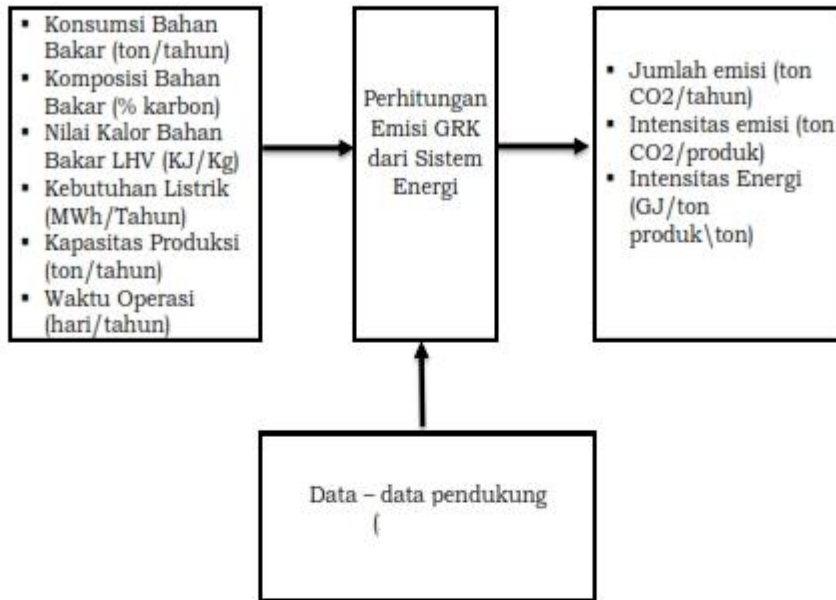 ▪ Konsumsi Bahan
Bakar (ton/tahun)
▪ Komposisi Bahan
Bakar (% karbon)
▪ Nilai Kalor Bahan
Bakar LHV (KJ/Kg)
▪ Kebutuhan Listrik
(MWh/Tahun)
▪ Kapasitas Produksi
(ton/tahun)
▪ Waktu Operasi
(hari/tahun)
Perhitungan
Emisi GRK
dari Sistem
Energi
▪ Jumlah emisi (ton
CO2/tahun)
▪ Intensitas emisi (ton
CO2/produk)
▪ Intensitas Energi
(GJ/ton
produk\ton)
Data – data pendukung
(